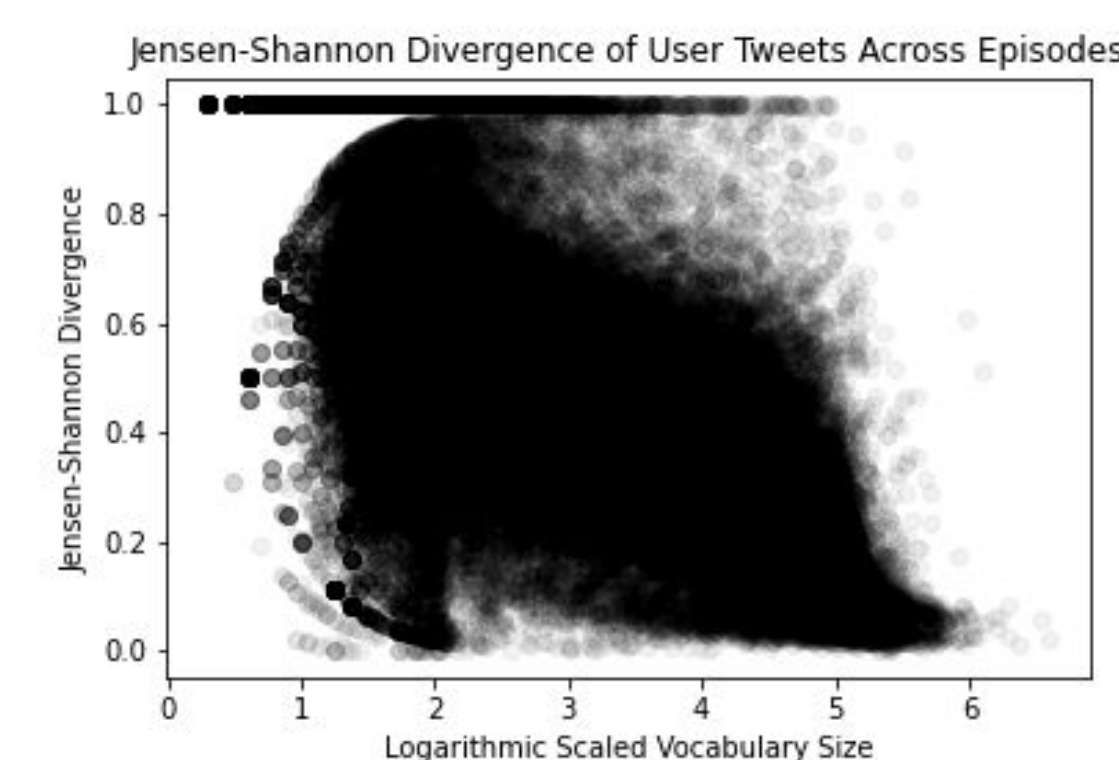 Jensen-Shannon Divergence of User Tweets Across Episodes
1.0
0.8
0.6
0.4
0.2
0.0
Jensen-Shannon Divergence
0 1 2 3 4 5 6
Logarithmic Scaled Vocabulary Size